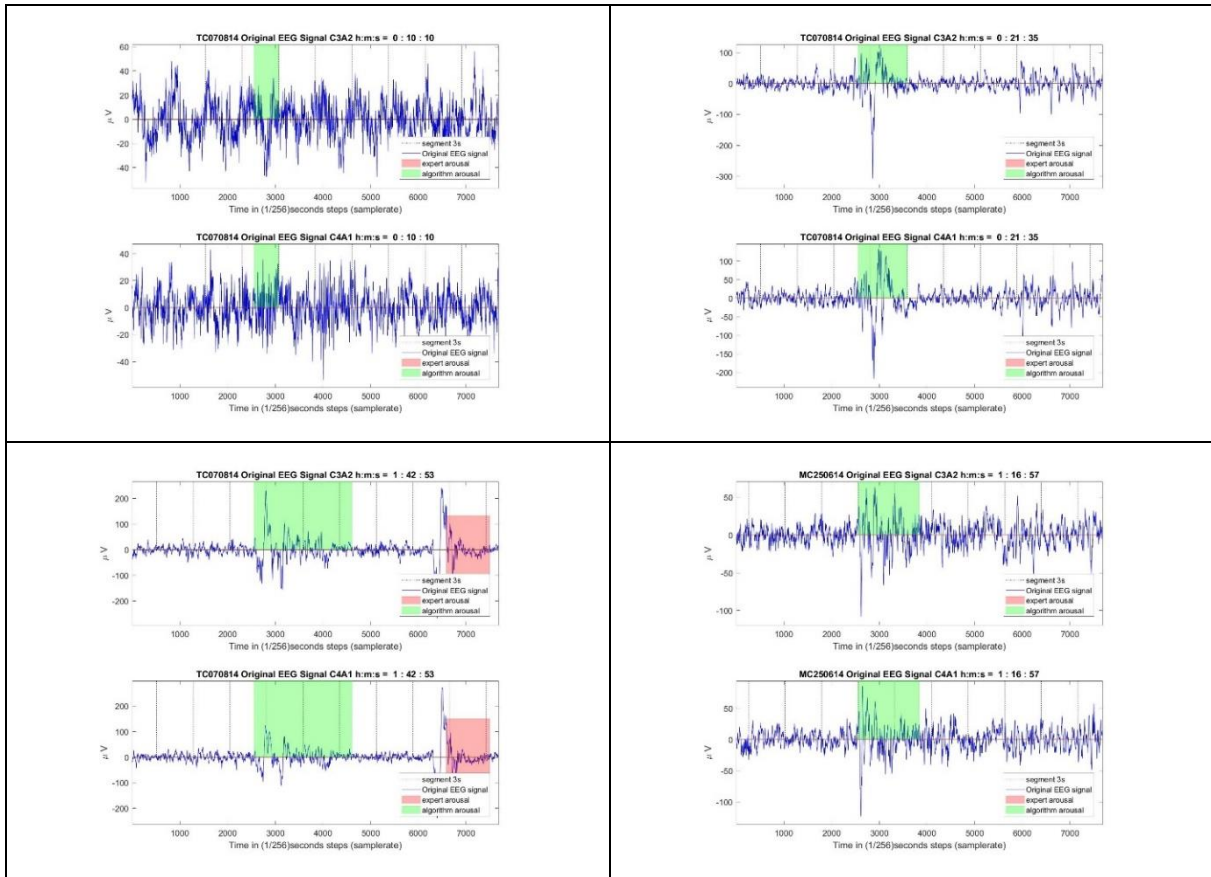 TC070814 Original EEG Signal C3A2 h:m:s = 0 : 10 : 10
60
40
20
0
-20
-40
μ V
segment 3s
Original EEG signal
expert arousal
algorithm arousal
1000 2000 3000 4000 5000 6000 7000
Time in (1/256)seconds steps (samplerate)
TC070814 Original EEG Signal C4A1 h:m:s = 0 : 10 : 10
40
20
0
-20
-40
μ V
segment 3s
Original EEG signal
expert arousal
algorithm arousal
1000 2000 3000 4000 5000 6000 7000
Time in (1/256)seconds steps (samplerate)
TC070814 Original EEG Signal C3A2 h:m:s = 0 : 21 : 35
100
0
-100
-200
-300
μ V
segment 3s
Original EEG signal
expert arousal
algorithm arousal
1000 2000 3000 4000 5000 6000 7000
Time in (1/256)seconds steps (samplerate)
TC070814 Original EEG Signal C4A1 h:m:s = 0 : 21 : 35
100
50
0
-50
-100
-150
-200
μ V
segment 3s
Original EEG signal
expert arousal
algorithm arousal
1000 2000 3000 4000 5000 6000 7000
Time in (1/256)seconds steps (samplerate)
TC070814 Original EEG Signal C3A2 h:m:s = 1 : 42 : 53
200
100
0
-100
-200
μ V
segment 3s
Original EEG signal
expert arousal
algorithm arousal
1000 2000 3000 4000 5000 6000 7000
Time in (1/256)seconds steps (samplerate)
TC070814 Original EEG Signal C4A1 h:m:s = 1 : 42 : 53
200
100
0
-100
-200
μ V
segment 3s
Original EEG signal
expert arousal
algorithm arousal
1000 2000 3000 4000 5000 6000 7000
Time in (1/256)seconds steps (samplerate)
MC250614 Original EEG Signal C3A2 h:m:s = 1 : 16 : 57
50
0
-50
-100
μ V
segment 3s
Original EEG signal
expert arousal
algorithm arousal
1000 2000 3000 4000 5000 6000 7000
Time in (1/256)seconds steps (samplerate)
MC250614 Original EEG Signal C4A1 h:m:s = 1 : 16 : 57
50
0
-50
-100
μ V
segment 3s
Original EEG signal
expert arousal
algorithm arousal
1000 2000 3000 4000 5000 6000 7000
Time in (1/256)seconds steps (samplerate)